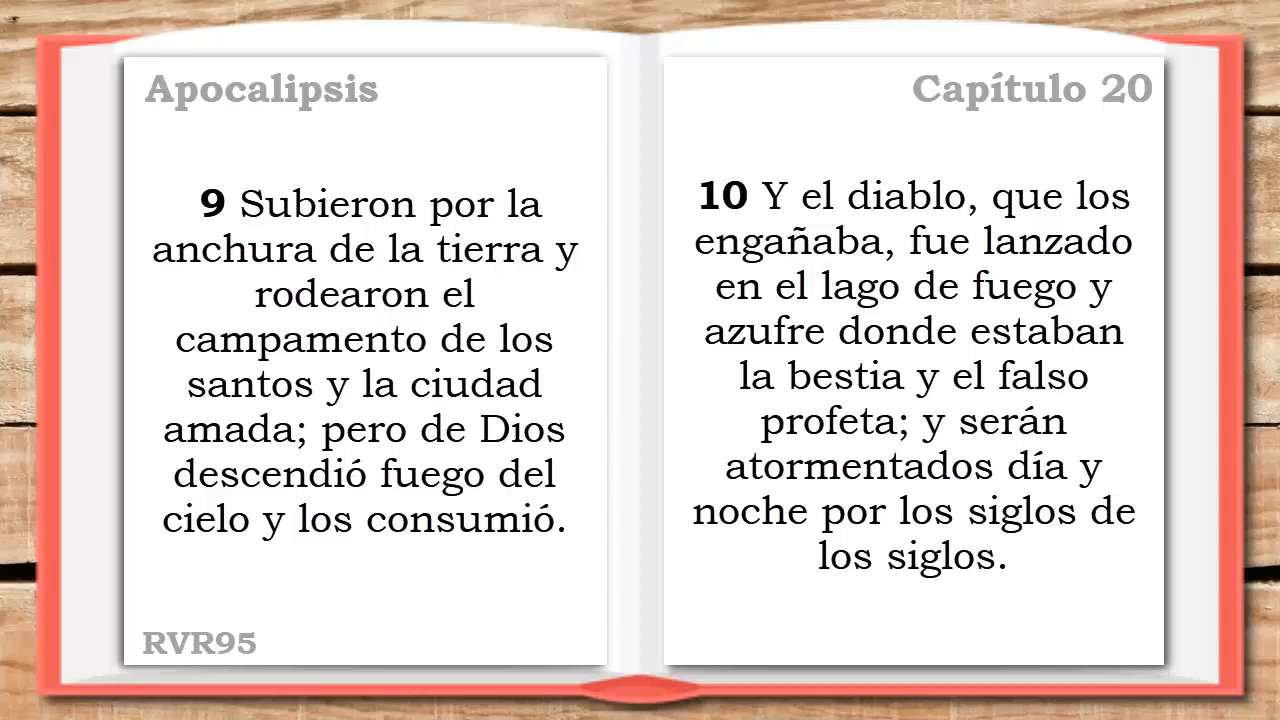 Apocalipsis
9 Subieron por la
anchura de la tierra y
rodearon el
campamento de los
santos y la ciudad
amada; pero de Dios
descendió fuego del
cielo y los consumió.
RVR95
Capítulo 20
10 Y el diablo, que los
engañaba, fue lanzado
en el lago de fuego y
azufre donde estaban
la bestia y el falso
profeta; y serán
atormentados día y
noche por los siglos de
los siglos.